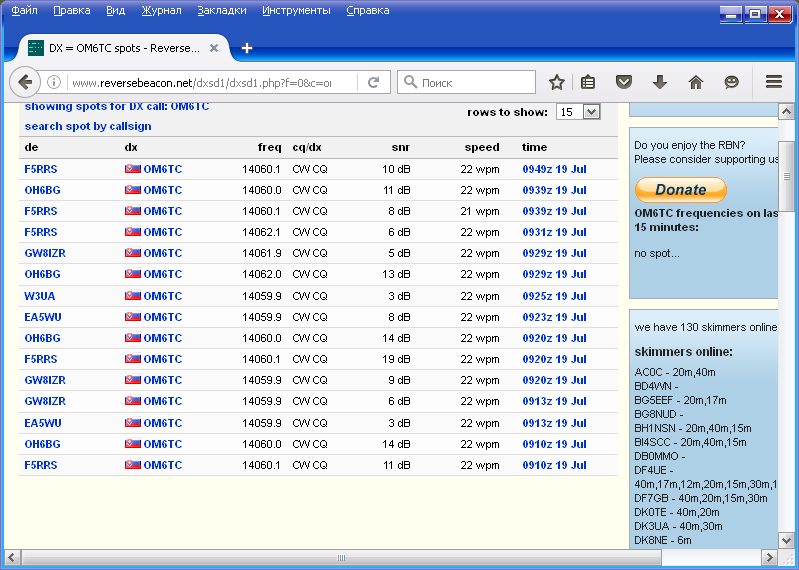 Файл Правка Вид Журнал Закладки Инструменты Справка
DX = OM6TC spots - Reverse...
www.reversebeacon.net/dxsd1/dxsd1.php?f=0&c=o
Поиск
showing spots for DX call: OM6TC
rows to show: 15
search spot by callsign
de dx freq cq/dx snr speed time
F5RRS OM6TC 14060.1 CW CQ 10 dB 22 wpm 0949z 19 Jul
OH6BG OM6TC 14060.0 CW CQ 11 dB 22 wpm 0939z 19 Jul
F5RRS OM6TC 14060.1 CW CQ 8 dB 21 wpm 0939z 19 Jul
F5RRS OM6TC 14062.1 CW CQ 6 dB 22 wpm 0931z 19 Jul
GW8IZR OM6TC 14061.9 CW CQ 5 dB 22 wpm 0929z 19 Jul
OH6BG OM6TC 14062.0 CW CQ 13 dB 22 wpm 0929z 19 Jul
W3UA OM6TC 14059.9 CW CQ 3 dB 22 wpm 0925z 19 Jul
EA5WU OM6TC 14059.9 CW CQ 8 dB 22 wpm 0923z 19 Jul
OH6BG OM6TC 14060.0 CW CQ 14 dB 22 wpm 0920z 19 Jul
F5RRS OM6TC 14060.1 CW CQ 19 dB 22 wpm 0920z 19 Jul
GW8IZR OM6TC 14059.9 CW CQ 9 dB 22 wpm 0920z 19 Jul
GW8IZR OM6TC 14059.9 CW CQ 6 dB 22 wpm 0913z 19 Jul
EA5WU OM6TC 14059.9 CW CQ 3 dB 22 wpm 0913z 19 Jul
OH6BG OM6TC 14060.0 CW CQ 14 dB 22 wpm 0910z 19 Jul
F5RRS OM6TC 14060.1 CW CQ 11 dB 22 wpm 0910z 19 Jul
Do you enjoy the RBN?
Please consider supporting us
Donate
OM6TC frequencies on las
15 minutes:
no spot...
we have 130 skimmers online
skimmers online:
AC0C - 20m,40m
BD4WN -
BG5EEF - 20m,17m
BG8NUD -
BH1NSN - 20m,40m,15m
BI4SCC - 20m,40m,15m
DB0MMO -
DF4UE -
40m,17m,12m,20m,15m,30m,1
DF7GB - 40m,20m,15m,30m
DK0TE - 40m,20m
DK3UA - 40m,30m
DK8NE - 6m